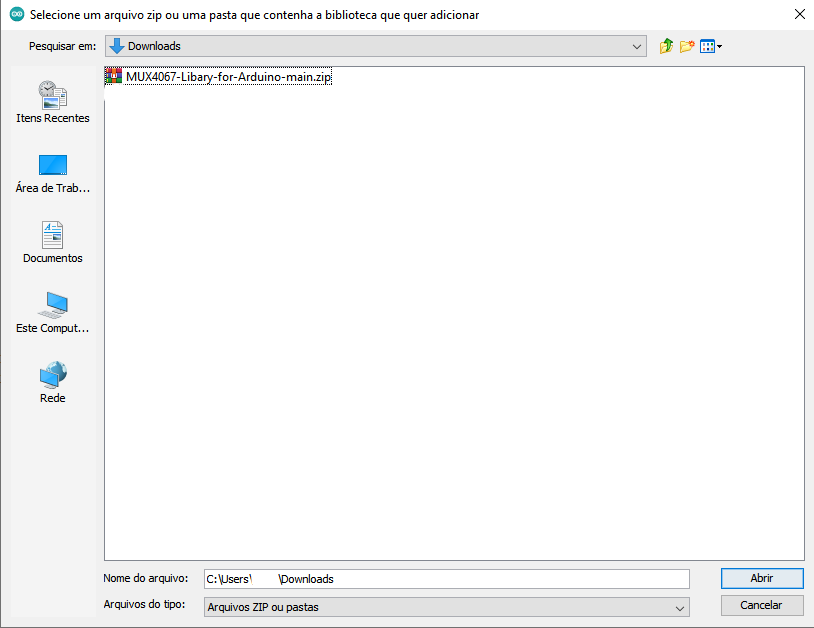 Selecione um arquivo zip ou uma pasta que contenha a biblioteca que quer adicionar
Pesquisar em: Downloads
MUX4067-Libary-for-Arduino-main.zip
Itens Recentes
Área de Trab...
Documentos
Este Comput...
Rede
Nome do arquivo: C:\Users\ \Downloads Abrir
Arquivos do tipo: Arquivos ZIP ou pastas Cancelar